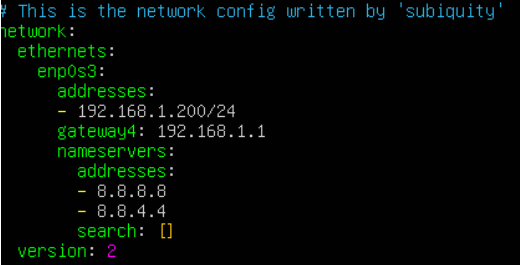 # This is the network config written by 'subiquity'
network:
  ethernets:
    enp0s3:
      addresses:
      - 192.168.1.200/24
      gateway4: 192.168.1.1
      nameservers:
        addresses:
        - 8.8.8.8
        - 8.8.4.4
        search: []
  version: 2